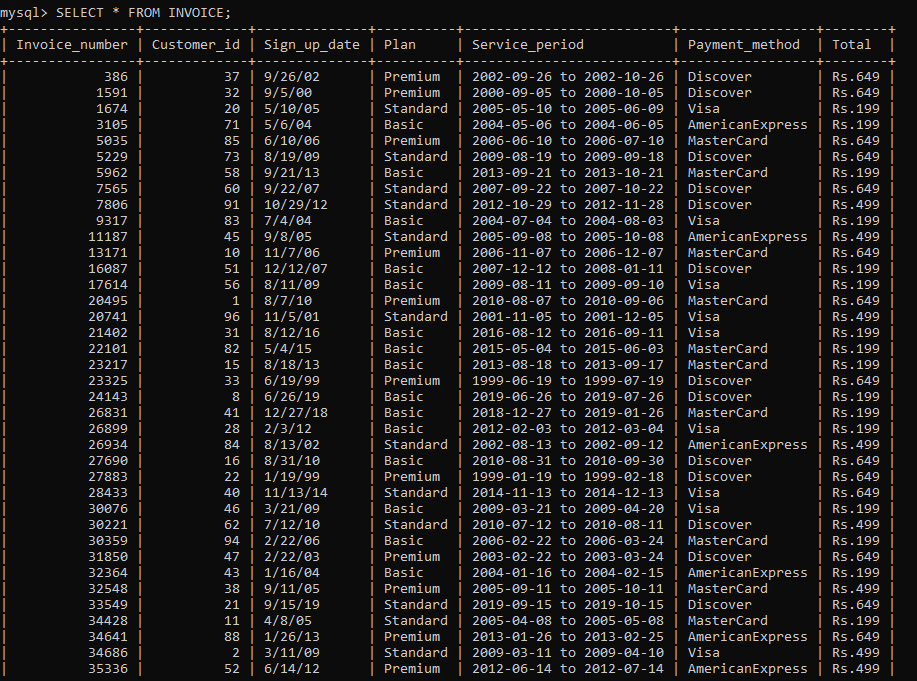 mysql> SELECT * FROM INVOICE;
+----------------+-------------+--------------+----------+--------------------------+-----------------+--------+
| Invoice_number | Customer_id | Sign_up_date | Plan     | Service_period           | Payment_method  | Total  |
+----------------+-------------+--------------+----------+--------------------------+-----------------+--------+
|            386 |          37 | 9/26/02      | Premium  | 2002-09-26 to 2002-10-26 | Discover        | Rs.649 |
|           1591 |          32 | 9/5/00       | Premium  | 2000-09-05 to 2000-10-05 | Discover        | Rs.649 |
|           1674 |          20 | 5/10/05      | Standard | 2005-05-10 to 2005-06-09 | Visa            | Rs.199 |
|           3105 |          71 | 5/6/04       | Basic    | 2004-05-06 to 2004-06-05 | AmericanExpress | Rs.199 |
|           5035 |          85 | 6/10/06      | Premium  | 2006-06-10 to 2006-07-10 | MasterCard      | Rs.199 |
|           5229 |          73 | 8/19/09      | Standard | 2009-08-19 to 2009-09-18 | Discover        | Rs.649 |
|           5962 |          58 | 9/21/13      | Basic    | 2013-09-21 to 2013-10-21 | MasterCard      | Rs.199 |
|           7565 |          60 | 9/22/07      | Standard | 2007-09-22 to 2007-10-22 | Discover        | Rs.649 |
|           7806 |          91 | 10/29/12     | Standard | 2012-10-29 to 2012-11-28 | Discover        | Rs.499 |
|           9317 |          83 | 7/4/04       | Basic    | 2004-07-04 to 2004-08-03 | Visa            | Rs.199 |
|          11187 |          45 | 9/8/05       | Standard | 2005-09-08 to 2005-10-08 | AmericanExpress | Rs.499 |
|          13171 |          10 | 11/7/06      | Premium  | 2006-11-07 to 2006-12-07 | MasterCard      | Rs.649 |
|          16087 |          51 | 12/12/07     | Basic    | 2007-12-12 to 2008-01-11 | Discover        | Rs.199 |
|          17614 |          56 | 8/11/09      | Basic    | 2009-08-11 to 2009-09-10 | Visa            | Rs.199 |
|          20495 |           1 | 8/7/10       | Premium  | 2010-08-07 to 2010-09-06 | MasterCard      | Rs.649 |
|          20741 |          96 | 11/5/01      | Standard | 2001-11-05 to 2001-12-05 | Visa            | Rs.499 |
|          21402 |          31 | 8/12/16      | Basic    | 2016-08-12 to 2016-09-11 | Visa            | Rs.199 |
|          22101 |          82 | 5/4/15       | Basic    | 2015-05-04 to 2015-06-03 | MasterCard      | Rs.199 |
|          23217 |          15 | 8/18/13      | Basic    | 2013-08-18 to 2013-09-17 | MasterCard      | Rs.199 |
|          23325 |          33 | 6/19/99      | Premium  | 1999-06-19 to 1999-07-19 | Discover        | Rs.649 |
|          24143 |           8 | 6/26/19      | Basic    | 2019-06-26 to 2019-07-26 | Discover        | Rs.199 |
|          26831 |          41 | 12/27/18     | Basic    | 2018-12-27 to 2019-01-26 | MasterCard      | Rs.199 |
|          26899 |          28 | 2/3/12       | Basic    | 2012-02-03 to 2012-03-04 | Visa            | Rs.199 |
|          26934 |          84 | 8/13/02      | Standard | 2002-08-13 to 2002-09-12 | AmericanExpress | Rs.499 |
|          27690 |          16 | 8/31/10      | Basic    | 2010-08-31 to 2010-09-30 | Discover        | Rs.649 |
|          27883 |          22 | 1/19/99      | Premium  | 1999-01-19 to 1999-02-18 | Discover        | Rs.649 |
|          28433 |          40 | 11/13/14     | Standard | 2014-11-13 to 2014-12-13 | Visa            | Rs.199 |
|          30076 |          46 | 3/21/09      | Basic    | 2009-03-21 to 2009-04-20 | Visa            | Rs.199 |
|          30221 |          62 | 7/12/10      | Standard | 2010-07-12 to 2010-08-11 | Discover        | Rs.499 |
|          30359 |          94 | 2/22/06      | Basic    | 2006-02-22 to 2006-03-24 | MasterCard      | Rs.199 |
|          31850 |          47 | 2/22/03      | Premium  | 2003-02-22 to 2003-03-24 | Discover        | Rs.649 |
|          32364 |          43 | 1/16/04      | Basic    | 2004-01-16 to 2004-02-15 | AmericanExpress | Rs.199 |
|          32548 |          38 | 9/11/05      | Premium  | 2005-09-11 to 2005-10-11 | MasterCard      | Rs.499 |
|          33549 |          21 | 9/15/19      | Standard | 2019-09-15 to 2019-10-15 | Discover        | Rs.649 |
|          34428 |          11 | 4/8/05       | Standard | 2005-04-08 to 2005-05-08 | MasterCard      | Rs.199 |
|          34641 |          88 | 1/26/13      | Premium  | 2013-01-26 to 2013-02-25 | AmericanExpress | Rs.649 |
|          34686 |           2 | 3/11/09      | Standard | 2009-03-11 to 2009-04-10 | Visa            | Rs.499 |
|          35336 |          52 | 6/14/12      | Premium  | 2012-06-14 to 2012-07-14 | AmericanExpress | Rs.499 |